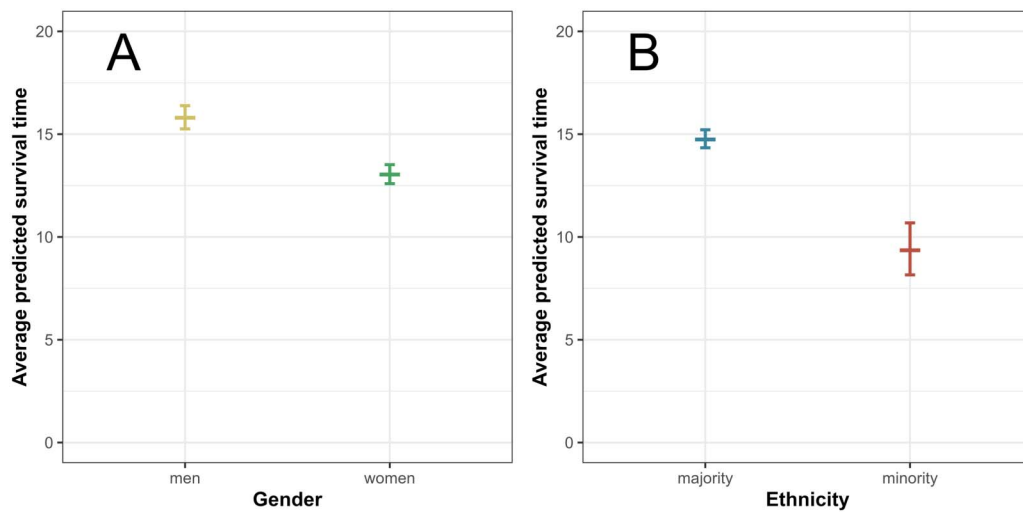 A
Average predicted survival time
20
15
10
5
0
men
women
Gender
B
Average predicted survival time
20
15
10
5
0
majority
minority
Ethnicity